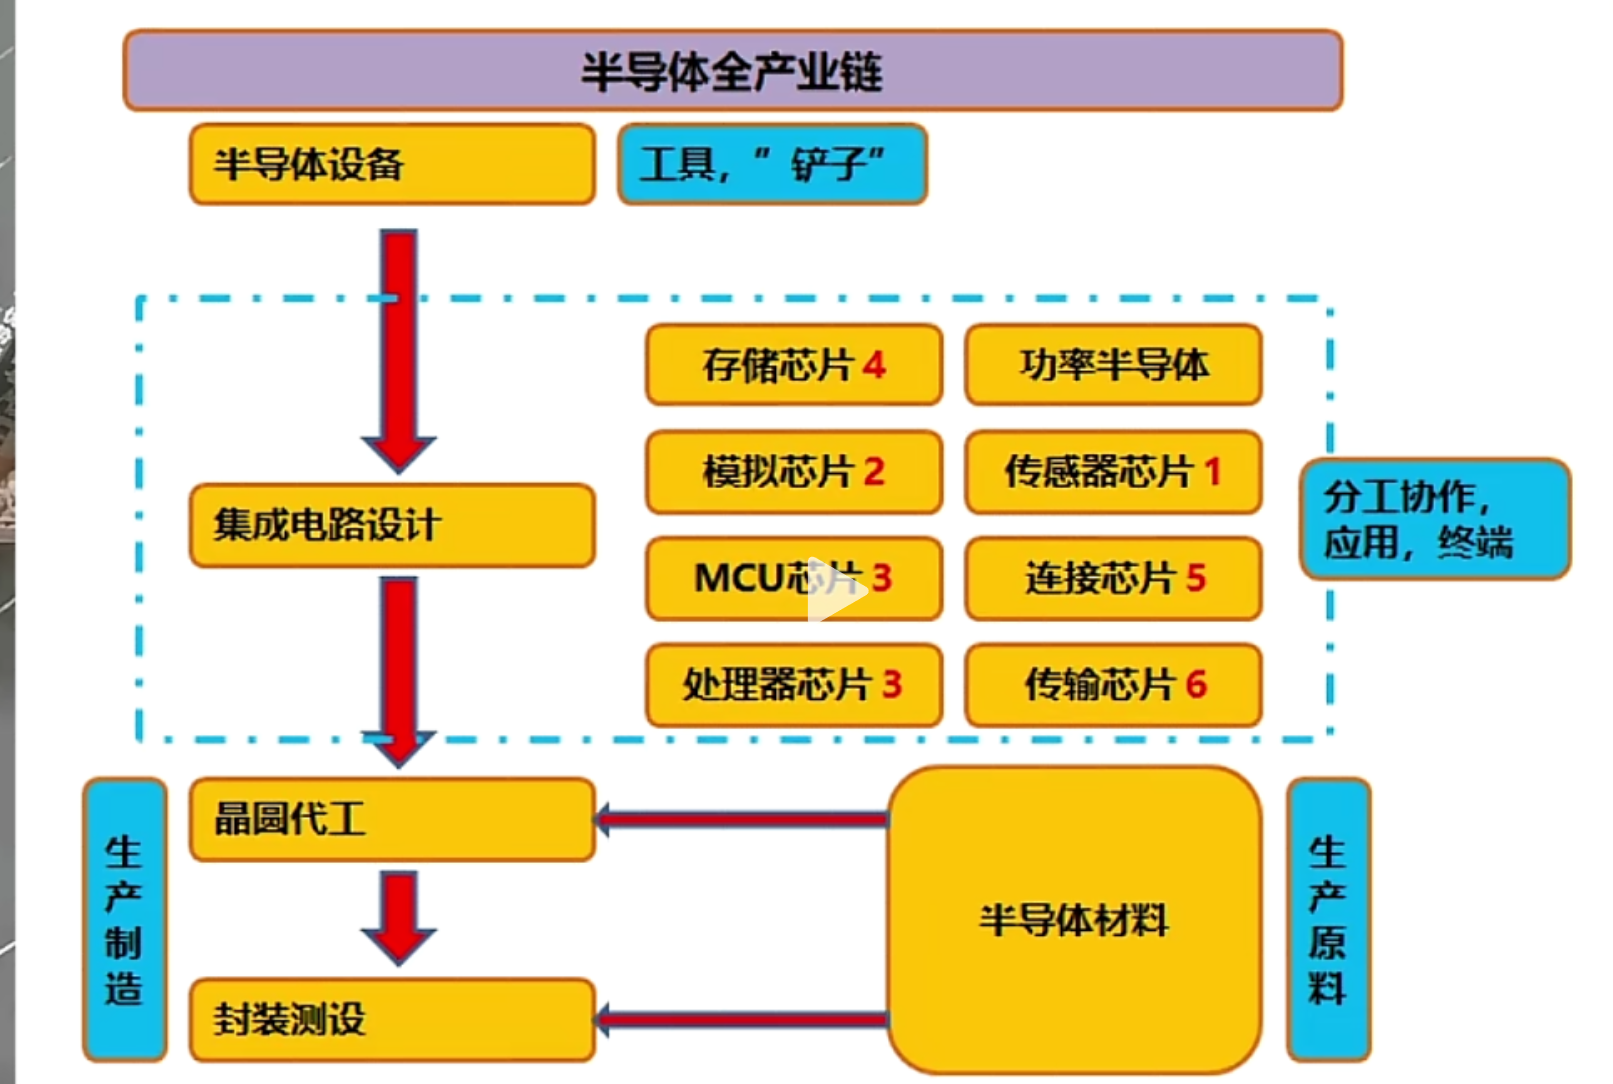 半导体全产业链
半导体设备
工具，”铲子”
存储芯片 4
功率半导体
模拟芯片 2
传感器芯片 1
集成电路设计
分工协作，
应用，终端
MCU芯片 3
连接芯片 5
处理器芯片 3
传输芯片 6
生产制造
晶圆代工
封装测设
半导体材料
生产原料